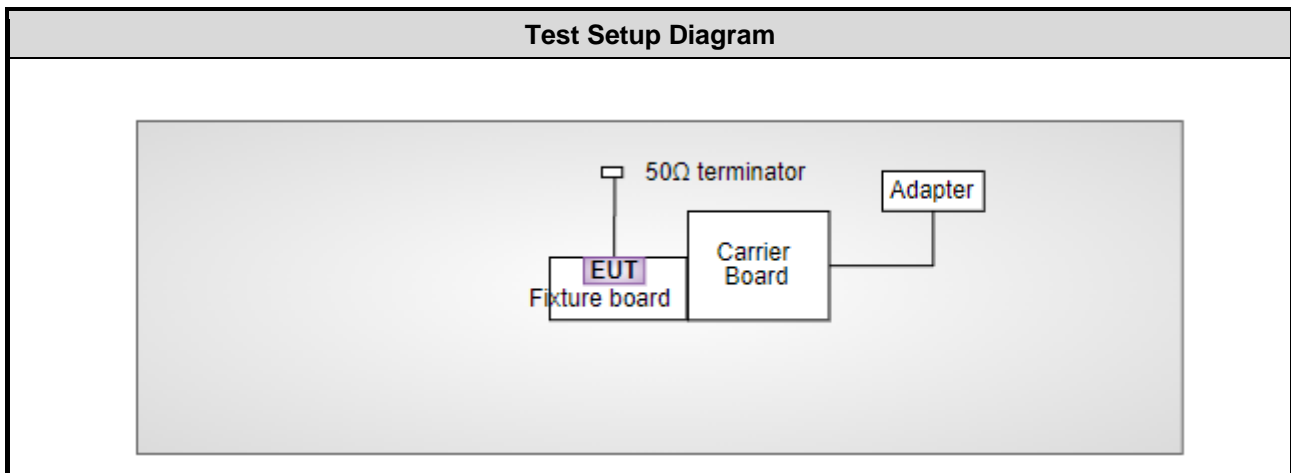 Test Setup Diagram
50Ω terminator
Adapter
Carrier
Board
EUT
Fixture board